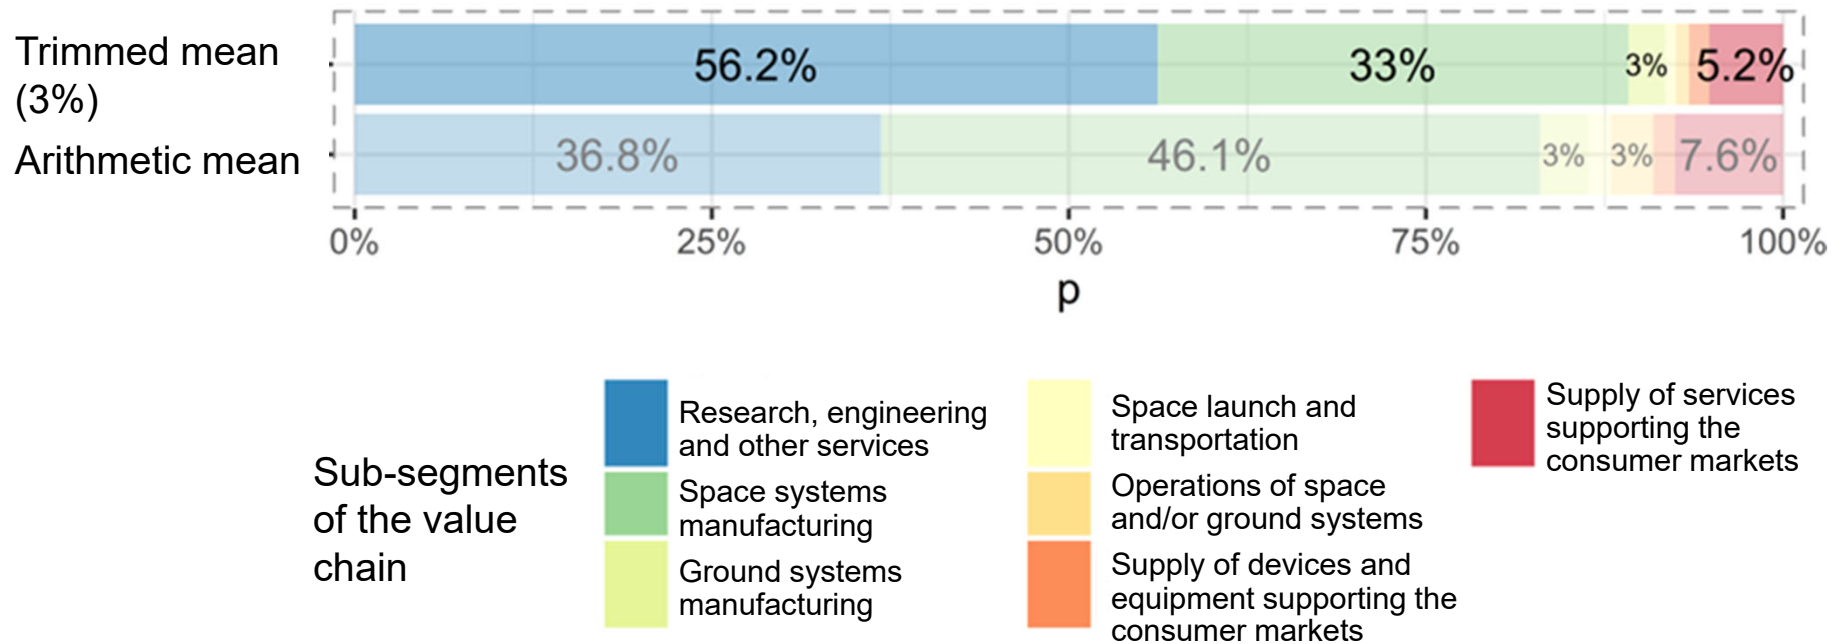 Trimmed mean
(3%)
56.2% 33% 3% 5.2%
Arithmetic mean
36.8% 46.1% 3% 3% 7.6%
0% 25% 50% 75% 100%
p
Sub-segments
of the value
chain
Research, engineering
and other services
Space systems
manufacturing
Ground systems
manufacturing
Space launch and
transportation
Operations of space
and/or ground systems
Supply of devices and
equipment supporting the
consumer markets
Supply of services
supporting the
consumer markets